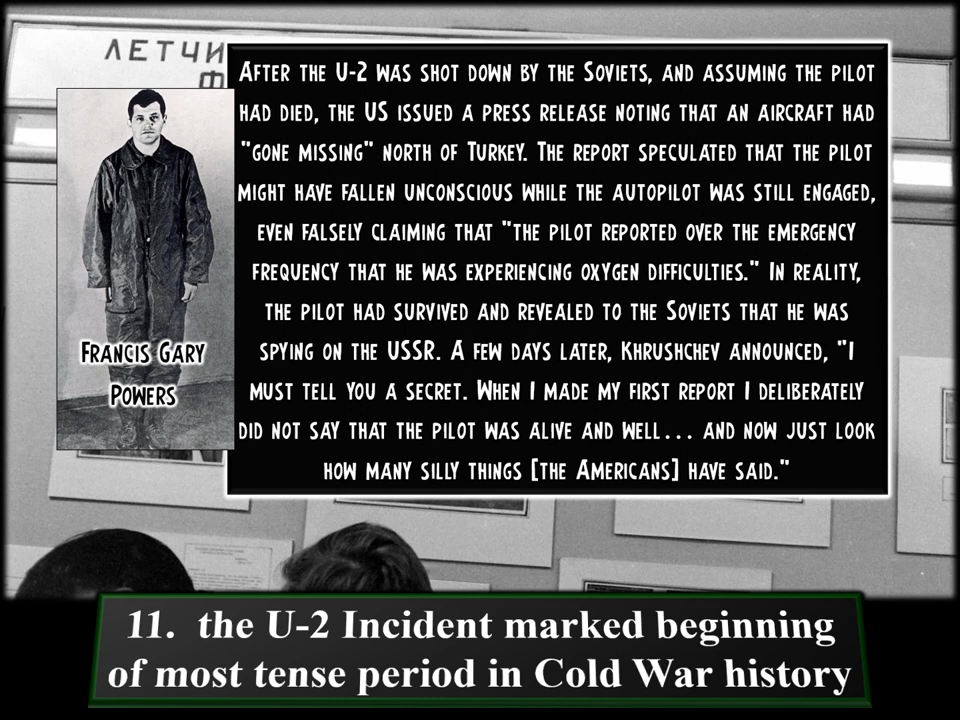 ЛЕТЧИ
Ф
After the U-2 was shot down by the Soviets, and assuming the pilot
had died, the US issued a press release noting that an aircraft had
"gone missing" north of Turkey. The report speculated that the pilot
might have fallen unconscious while the autopilot was still engaged,
even falsely claiming that "the pilot reported over the emergency
frequency that he was experiencing oxygen difficulties." In reality,
the pilot had survived and revealed to the Soviets that he was
spying on the USSR. A few days later, Khrushchev announced, "I
must tell you a secret. When I made my first report I deliberately
did not say that the pilot was alive and well... and now just look
how many silly things [the Americans] have said."
Francis Gary
Powers
11. the U-2 Incident marked beginning
of most tense period in Cold War history